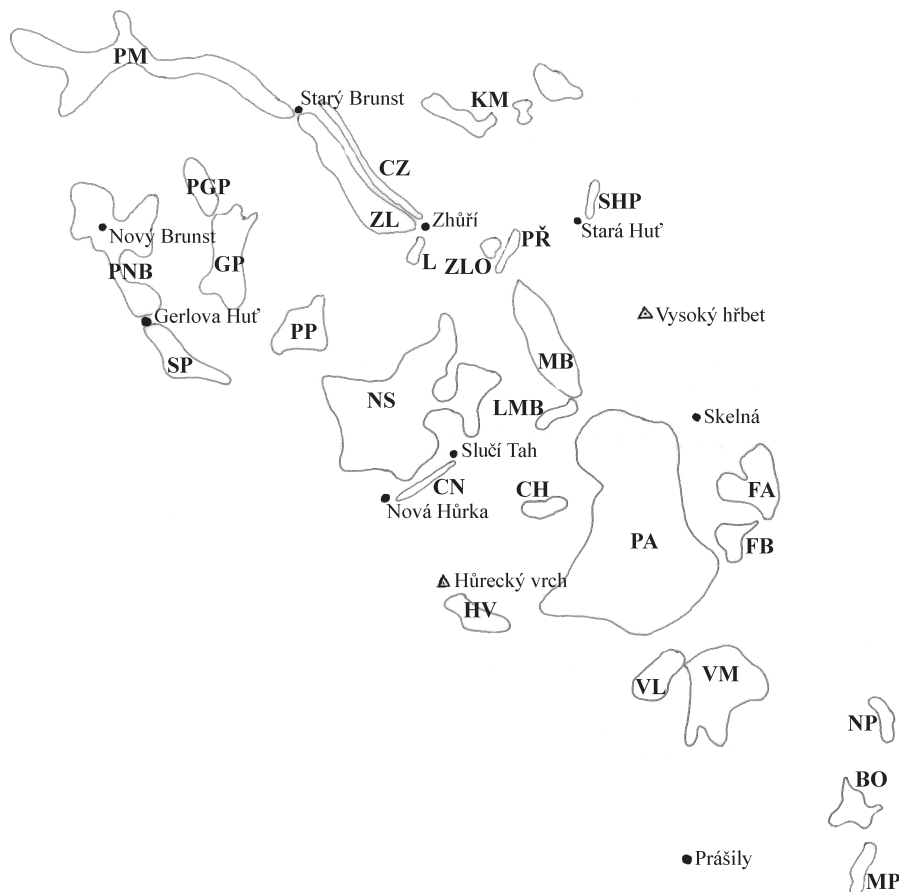 PM
Starý Brunst
KM
CZ
PGP
SHP
ZL
Zhůří
Stará Huť
Nový Brunst
PŘ
PNB
GP
L
ZLO
Gerlova Huť
Vysoký hřbet
PP
SP
MB
NS
LMB
Skelná
Slučí Tah
CN
CH
FA
Nová Hůrka
PA
FB
Hůrecký vrch
HV
VL
VM
NP
BO
Prášily
MP